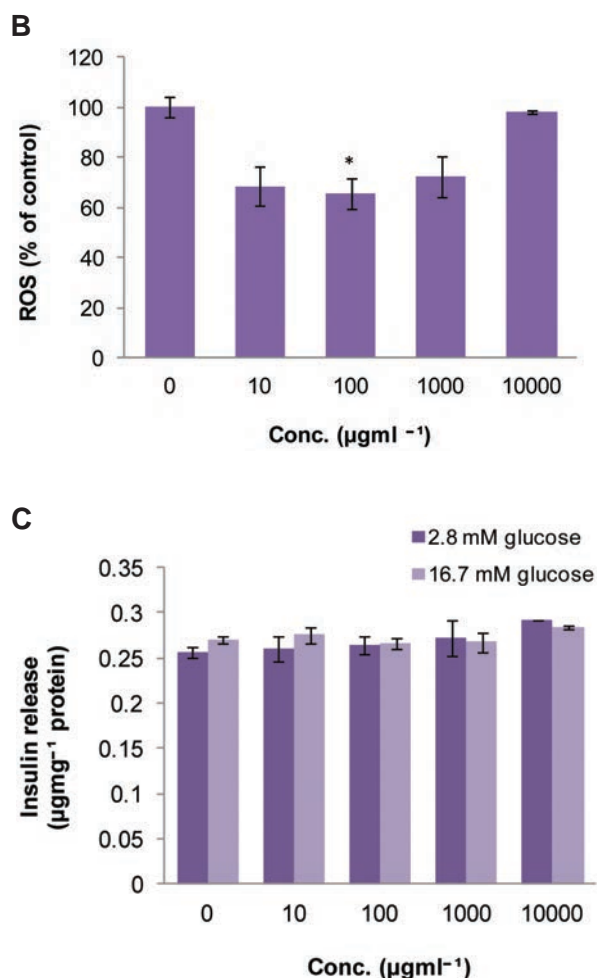 B
120
100
80
60
40
20
0
*
0 10 100 1000 10000
ROS (% of control)
Conc. (µgml ⁻¹)
C
2.8 mM glucose
16.7 mM glucose
0.35
0.3
0.25
0.2
0.15
0.1
0.05
0
0 10 100 1000 10000
Insulin release
(µgmg⁻¹ protein)
Conc. (µgml⁻¹)